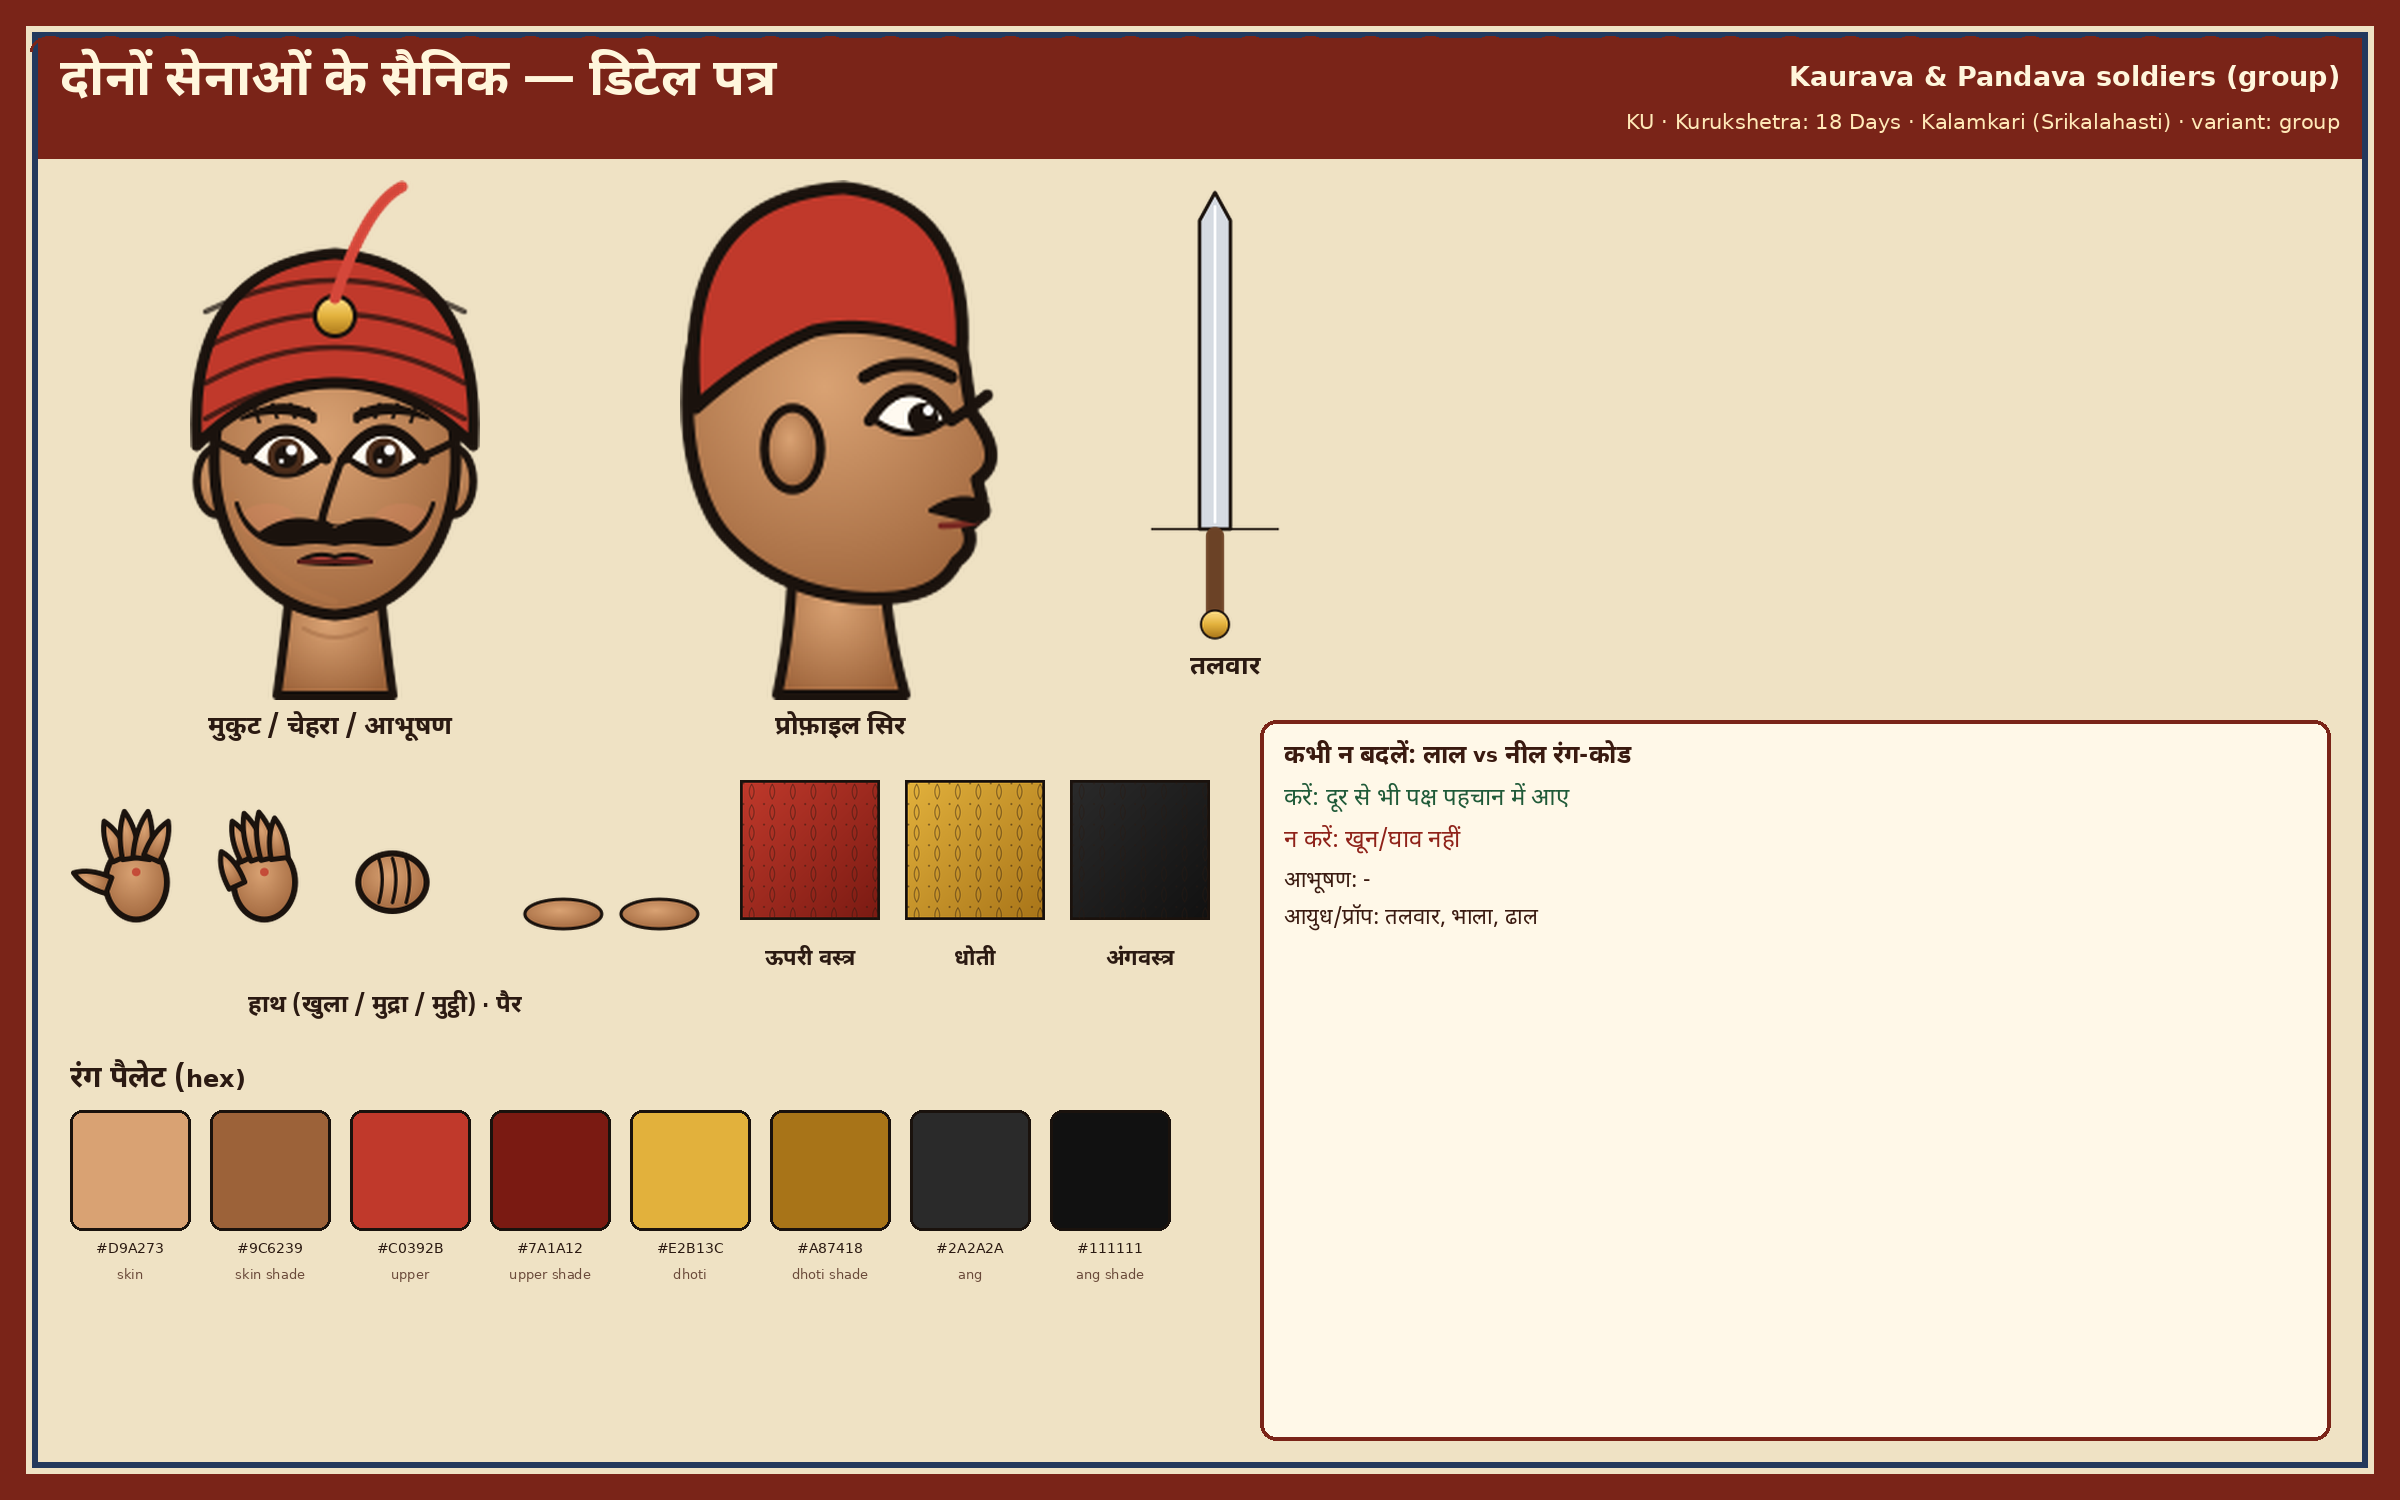 दोनों सेनाओं के सैनिक — डिटेल पत्र
Kaurava & Pandava soldiers (group)
KU · Kurukshetra: 18 Days · Kalamkari (Srikalahasti) · variant: group
तलवार
मुकुट / चेहरा / आभूषण
प्रोफ़ाइल सिर
कभी न बदलें: लाल vs नील रंग-कोड
करें: दूर से भी पक्ष पहचान में आए
न करें: खून/घाव नहीं
आभूषण: -
आयुध/प्रॉप: तलवार, भाला, ढाल
ऊपरी वस्त्र
धोती
अंगवस्त्र
हाथ (खुला / मुद्रा / मुट्ठी) · पैर
रंग पैलेट (hex)
#D9A273
#9C6239
#C0392B
#7A1A12
#E2B13C
#A87418
#2A2A2A
#111111
skin
skin shade
upper
upper shade
dhoti
dhoti shade
ang
ang shade